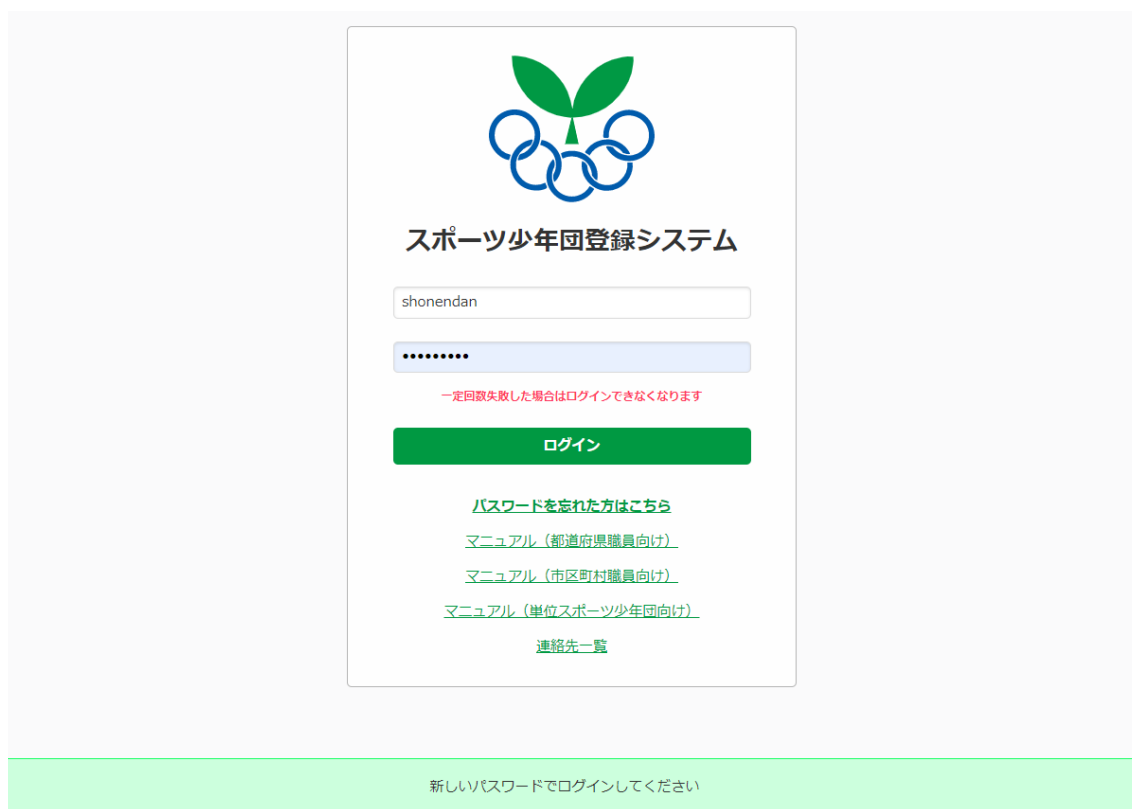 スポーツ少年団登録システム
shonendan
•••••••••
一定回数失敗した場合はログインできなくなります
ログイン
パスワードを忘れた方はこちら
マニュアル（都道府県職員向け）
マニュアル（市区町村職員向け）
マニュアル（単位スポーツ少年団向け）
連絡先一覧
新しいパスワードでログインしてください